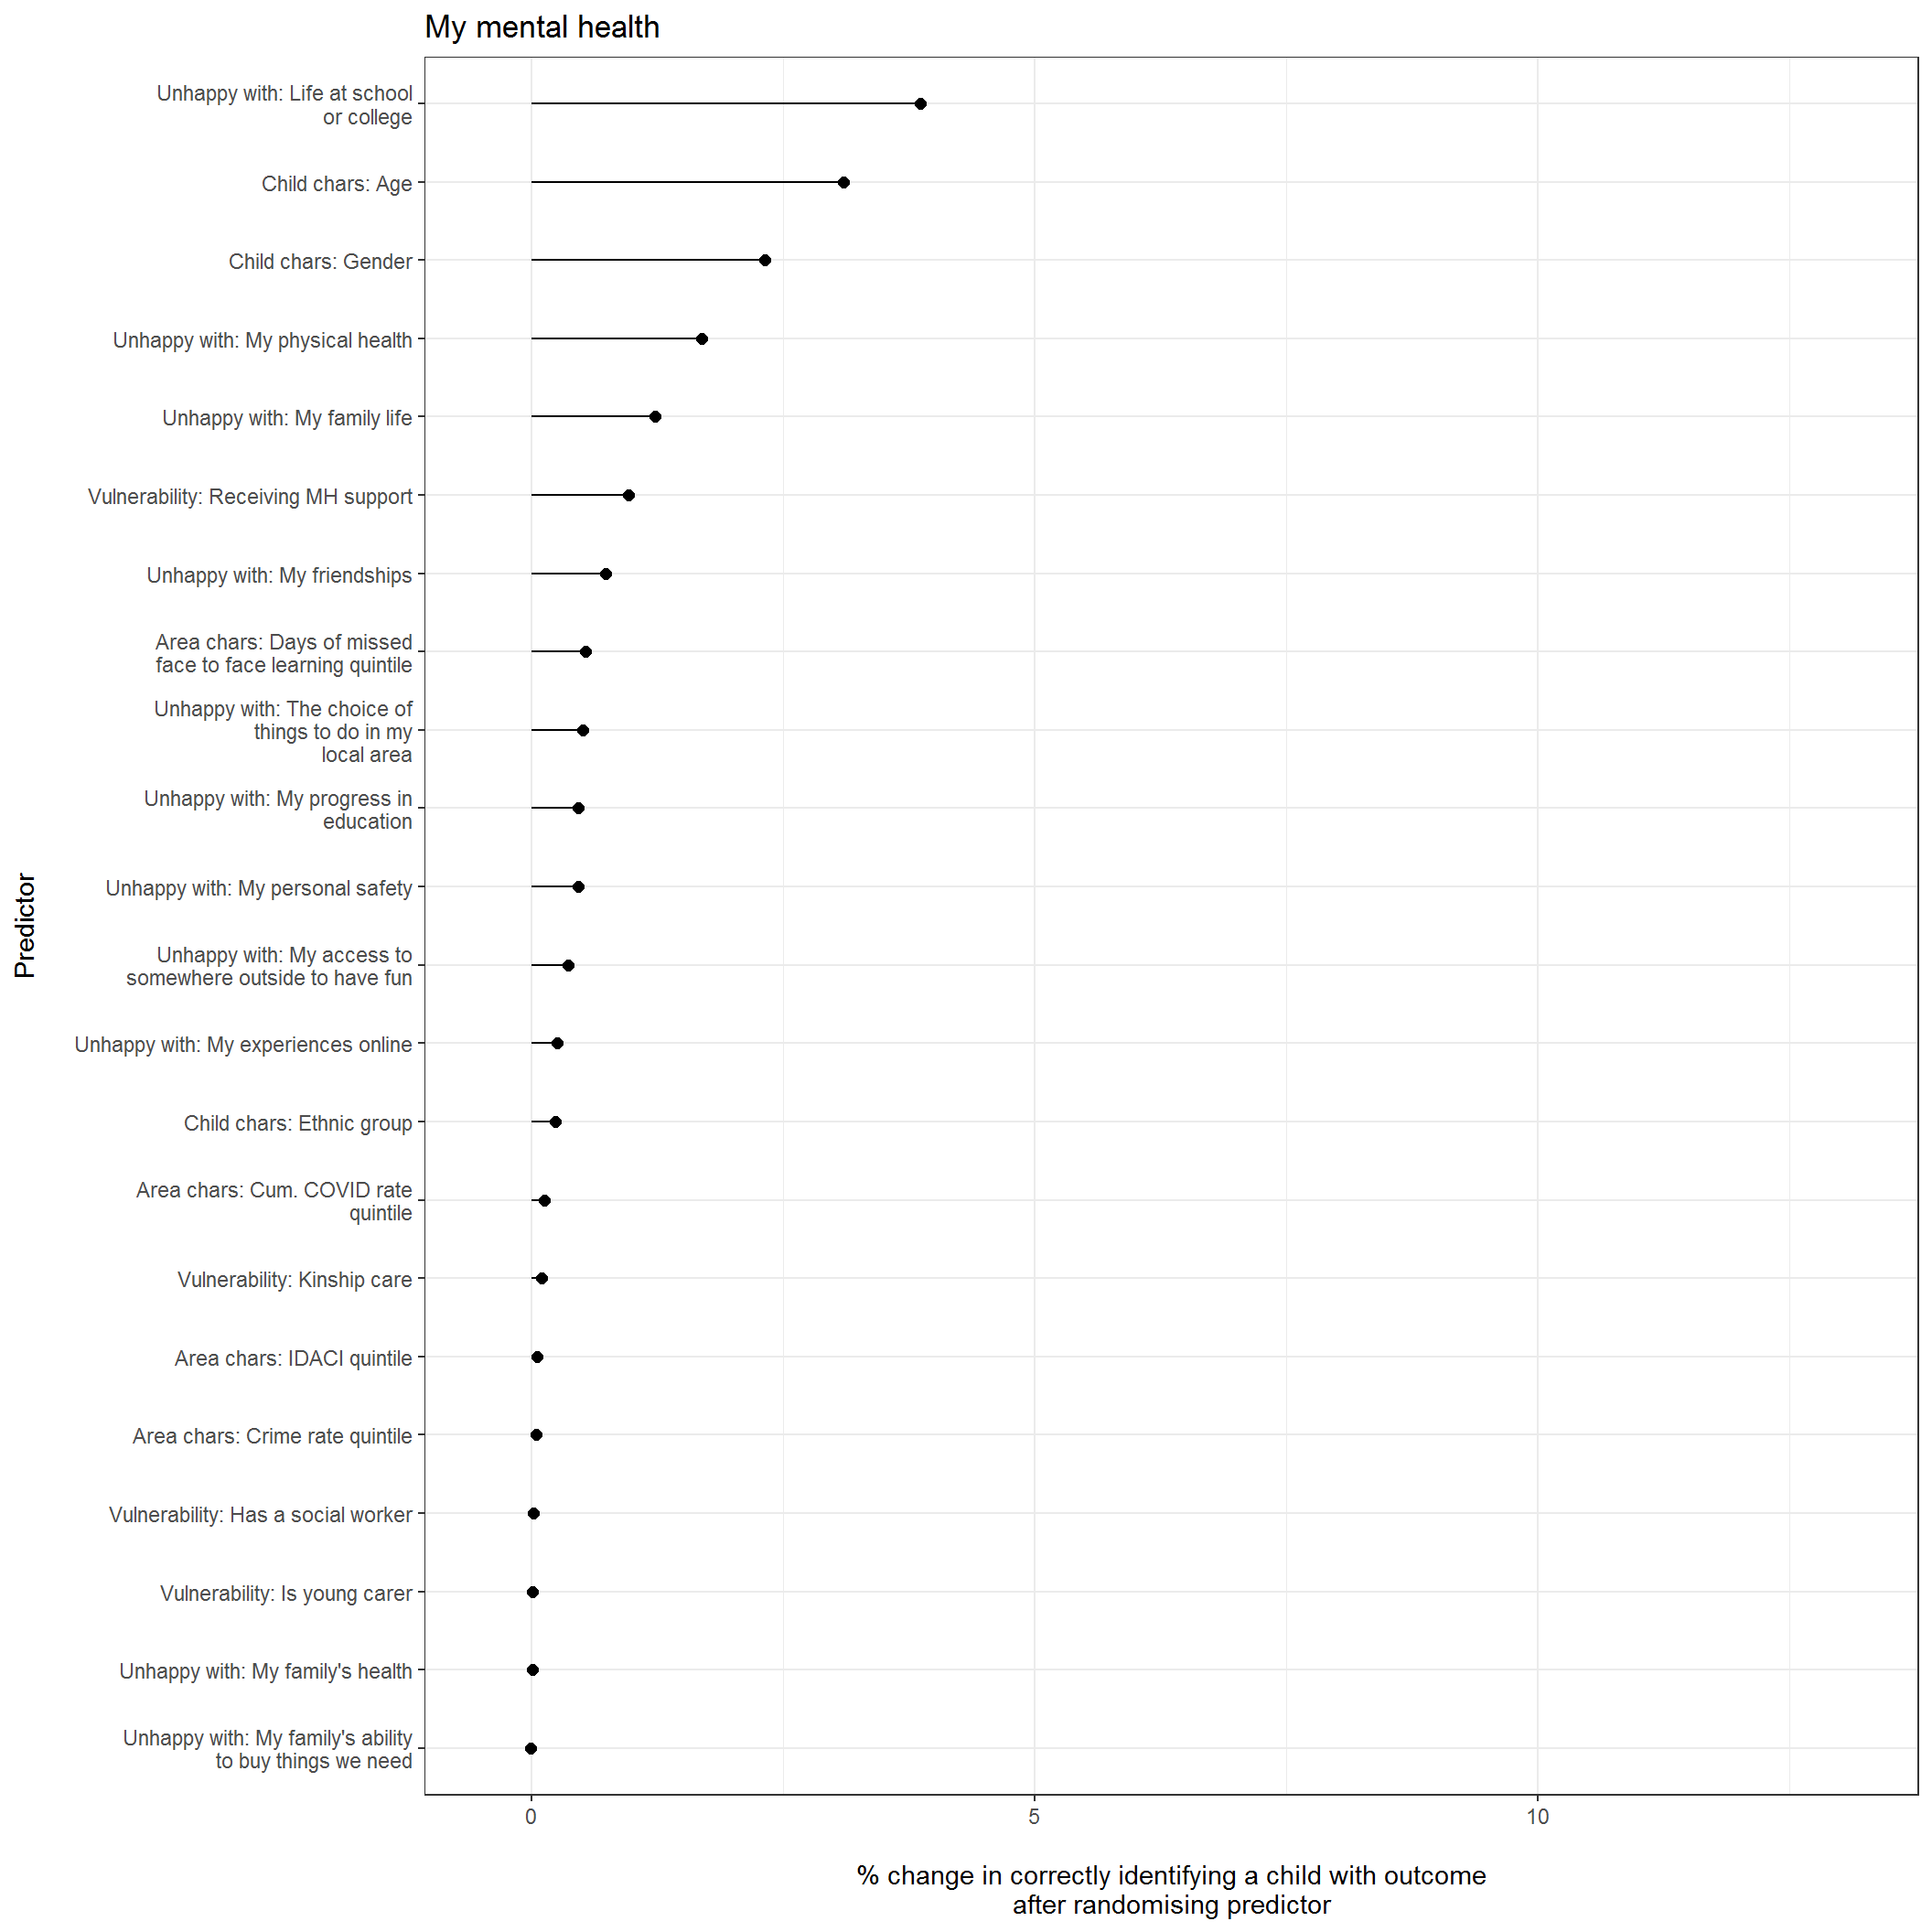 My mental health
Unhappy with: Life at school
or college
Child chars: Age
Child chars: Gender
Unhappy with: My physical health
Unhappy with: My family life
Vulnerability: Receiving MH support
Unhappy with: My friendships
Area chars: Days of missed
face to face learning quintile
Unhappy with: The choice of
things to do in my
local area
Unhappy with: My progress in
education
Unhappy with: My personal safety
Unhappy with: My access to
somewhere outside to have fun
Unhappy with: My experiences online
Child chars: Ethnic group
Area chars: Cum. COVID rate
quintile
Vulnerability: Kinship care
Area chars: IDACI quintile
Area chars: Crime rate quintile
Vulnerability: Has a social worker
Vulnerability: Is young carer
Unhappy with: My family's health
Unhappy with: My family's ability
to buy things we need
Predictor
0
5
10
% change in correctly identifying a child with outcome
after randomising predictor